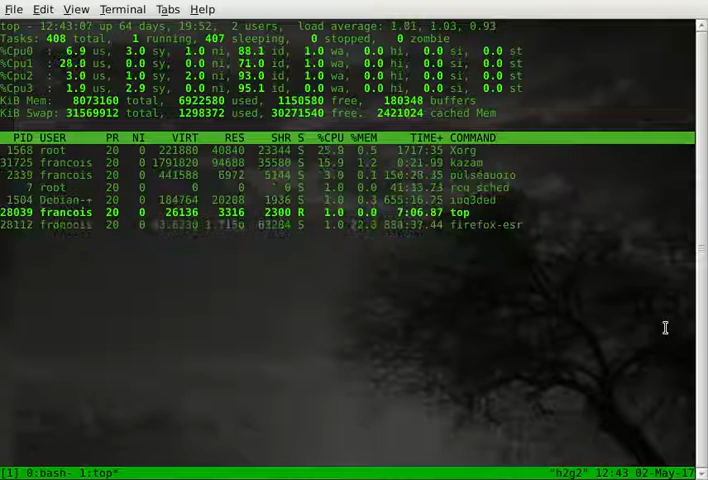 File Edit View Terminal Tabs Help
top - 12:43:07 up 64 days, 19:52, 2 users, load average: 1.01, 1.03, 0.93
Tasks: 408 total, 1 running, 407 sleeping, 0 stopped, 0 zombie
%Cpu0 : 6.9 us, 3.0 sy, 1.0 ni, 88.1 id, 1.0 wa, 0.0 hi, 0.0 si, 0.0 st
%Cpu1 : 28.0 us, 0.0 sy, 0.0 ni, 71.0 id, 1.0 wa, 0.0 hi, 0.0 si, 0.0 st
%Cpu2 : 3.0 us, 1.0 sy, 2.0 ni, 93.0 id, 1.0 wa, 0.0 hi, 0.0 si, 0.0 st
%Cpu3 : 1.9 us, 2.9 sy, 0.0 ni, 95.1 id, 0.0 wa, 0.0 hi, 0.0 si, 0.0 st
KiB Mem: 8073160 total, 6922580 used, 1150580 free, 180348 buffers
KiB Swap: 31569912 total, 1298372 used, 30271540 free. 2421024 cached Mem
PID USER PR NI VIRT RES SHR S %CPU %MEM TIME+ COMMAND
1568 root 20 0 221880 40840 23344 S 0.5 1717:35 Xorg
31725 francois 20 0 1791820 94688 35580 S 15.9 1.2 0:21.99 kazam
2339 francois 20 0 441588 6972 5144 S 0.1 pulseaudio
7 root 20 0 0 0 0 S 1.0 0.0 rcu_sched
1504 Debian-+ 20 0 184764 20208 1936 S 1.0 0.3
28039 francois 20 0 26136 3316 2300 R 1.0 0.0 7:06.87 top
28112 francois 20 0 S 1.0 firefox-esr
[1] 0:bash- 1:top* "h2g2" 12:43 02-May-17